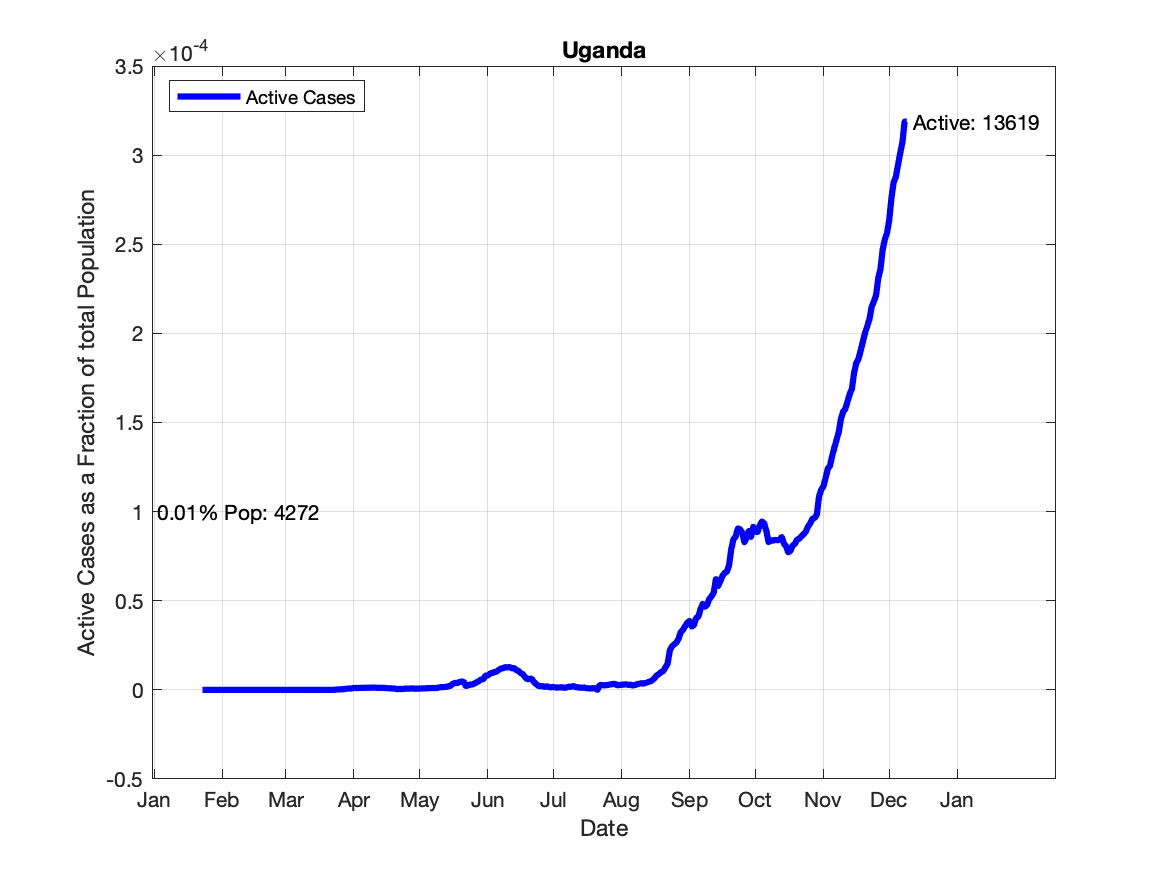 Uganda
×10-4
3.5
3
2.5
2
1.5
1
0.5
0
-0.5
Active Cases
Active: 13619
0.01% Pop: 4272
Active Cases as a Fraction of total Population
Jan Feb Mar Apr May Jun Jul Aug Sep Oct Nov Dec Jan
Date